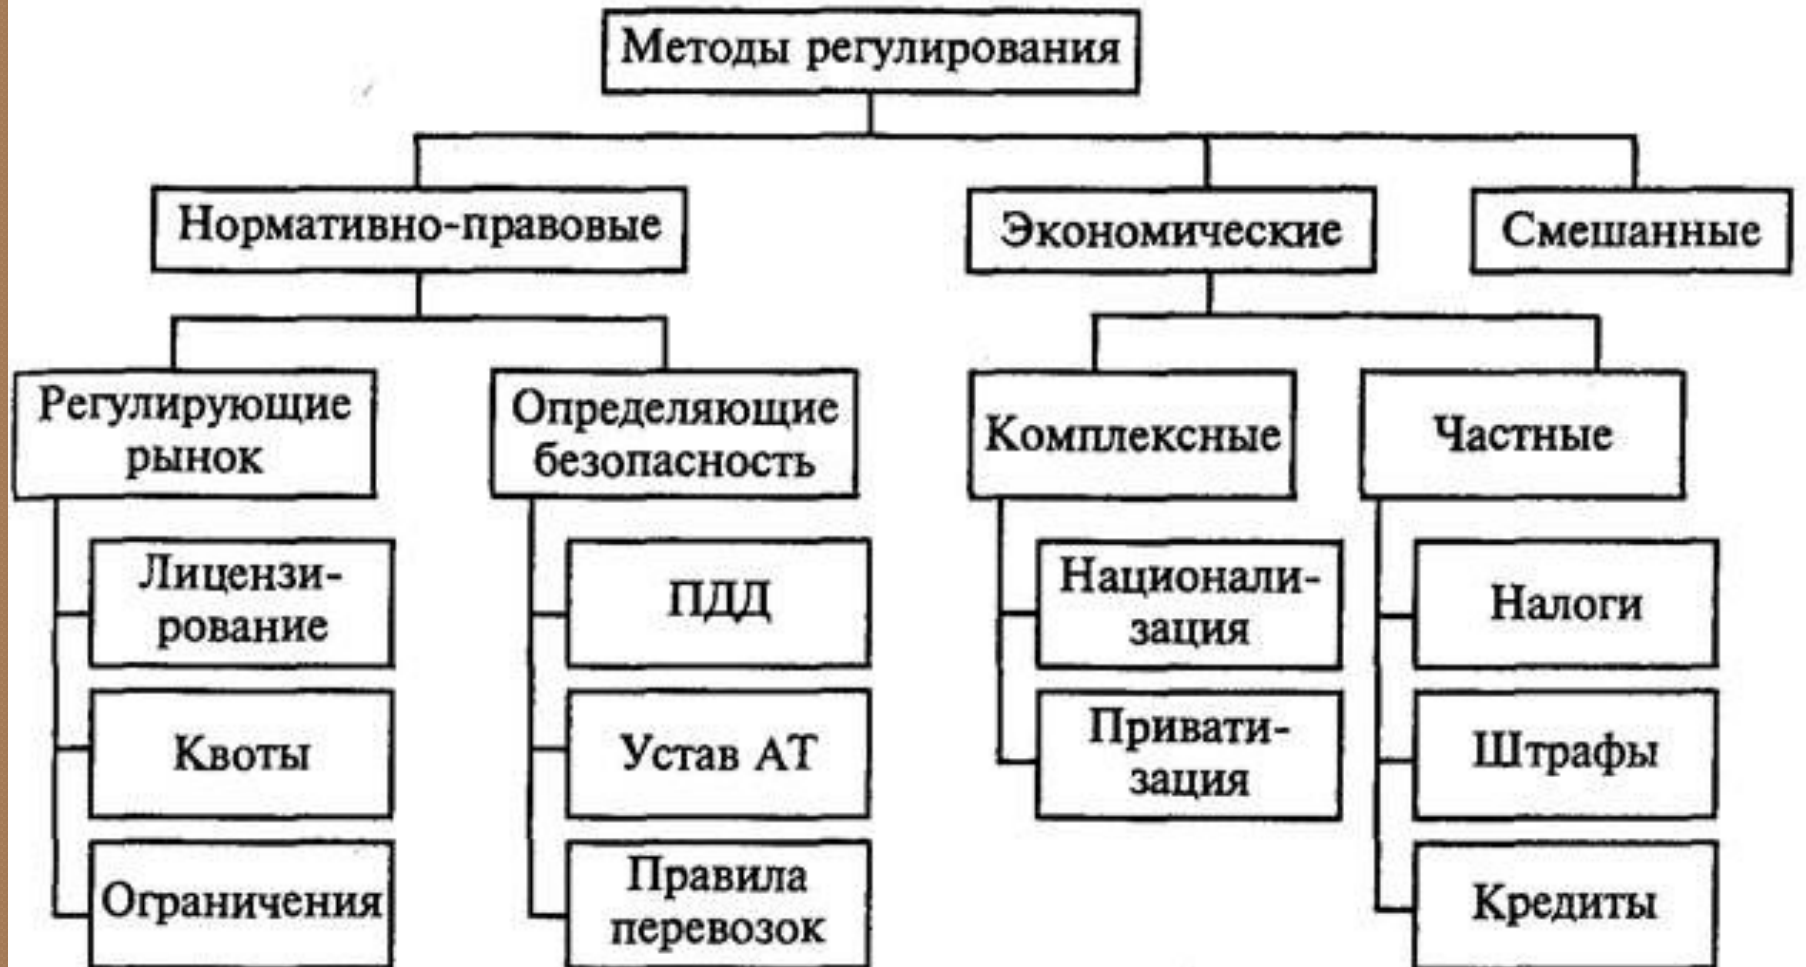 Методы регулирования
Нормативно-правовые
Экономические
Смешанные
Регулирующие
рынок
Определяющие
безопасность
Комплексные
Частные
Лицензи-
рование
ПДД
Национали-
зация
Налоги
Квоты
Устав АТ
Привати-
зация
Штрафы
Ограничения
Правила
перевозок
Кредиты